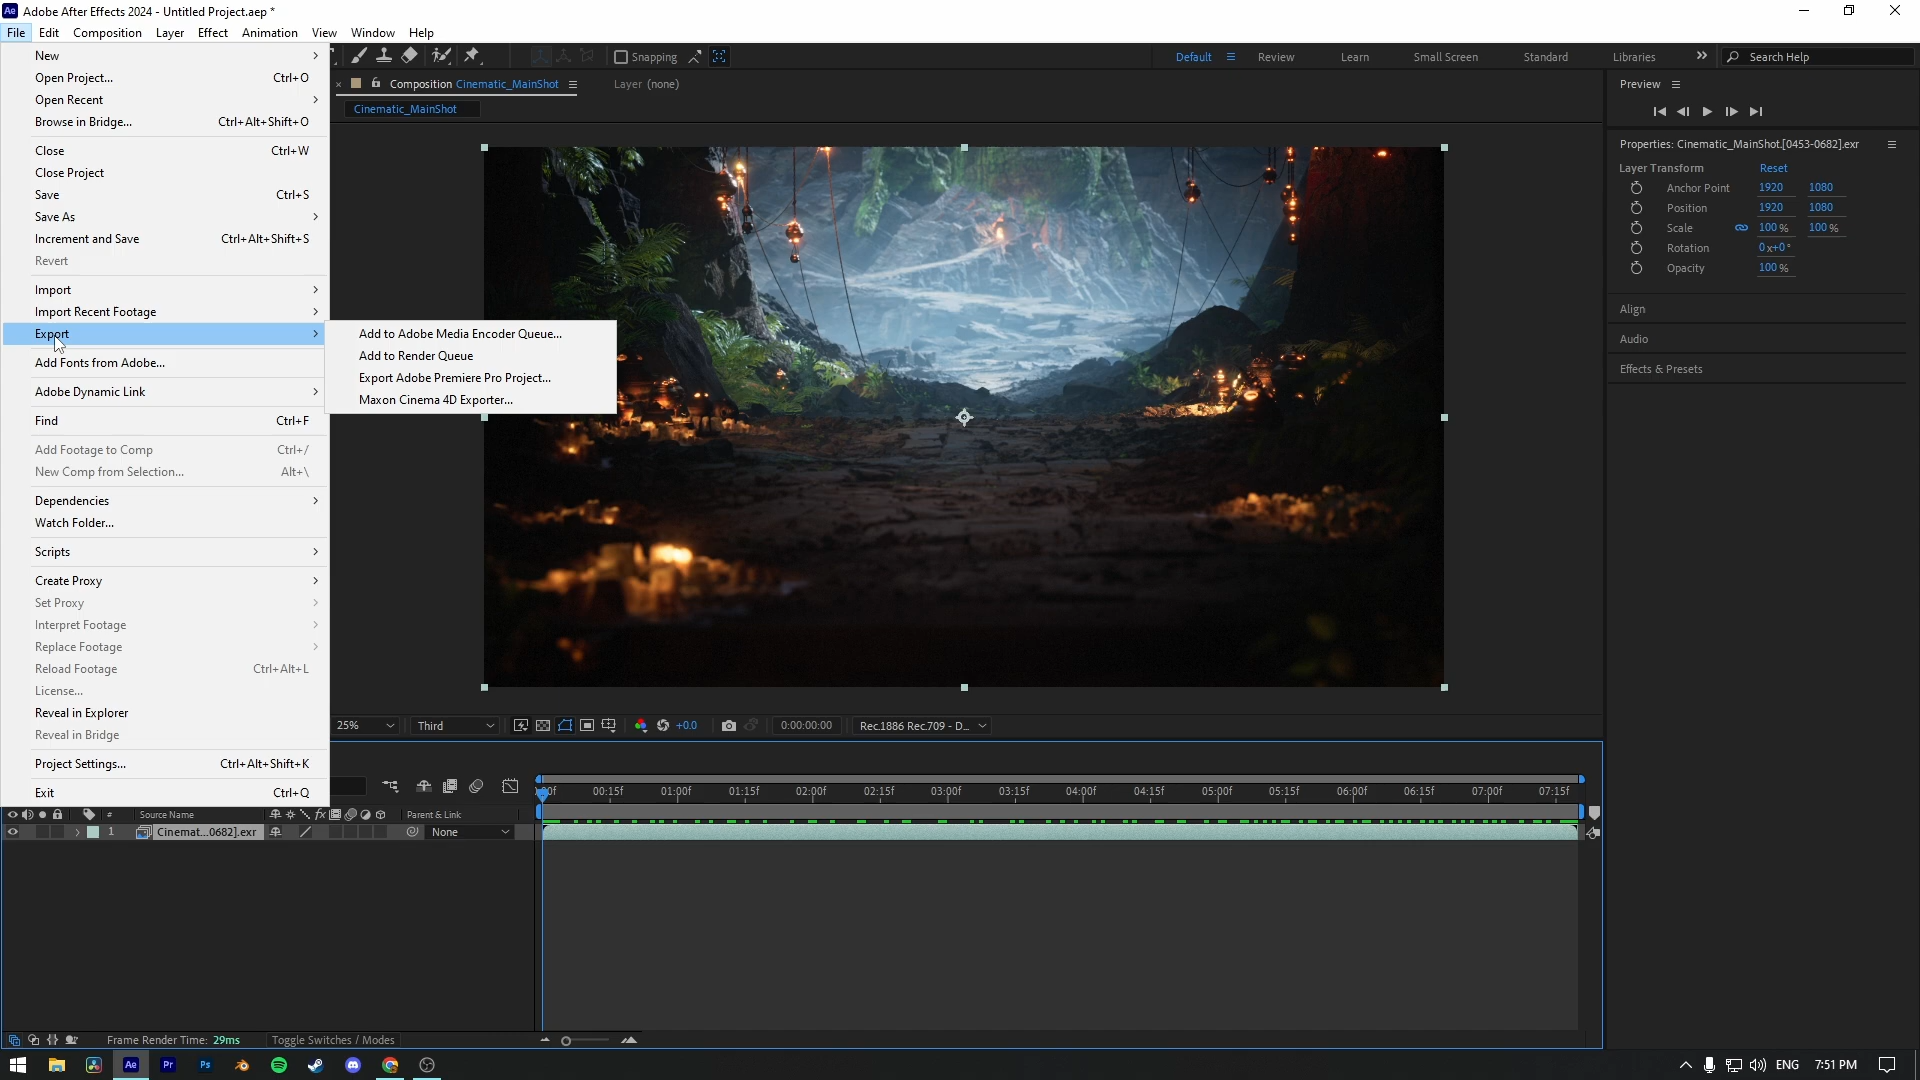 Ae Adobe After Effects 2024 - Untitled Project.aep *
File Edit Composition Layer Effect Animation View Window Help
New
Open Project... Ctrl+O
Open Recent
Browse in Bridge... Ctrl+Alt+Shift+O
Close Ctrl+W
Close Project
Save Ctrl+S
Save As
Increment and Save Ctrl+Alt+Shift+S
Revert
Import
Import Recent Footage
Export
Add Fonts from Adobe...
Adobe Dynamic Link
Find Ctrl+F
Add Footage to Comp Ctrl+/
New Comp from Selection... Alt+\
Dependencies
Watch Folder...
Scripts
Create Proxy
Set Proxy
Interpret Footage
Replace Footage
Reload Footage Ctrl+Alt+L
License...
Reveal in Explorer
Reveal in Bridge
Project Settings... Ctrl+Alt+Shift+K
Exit Ctrl+Q
Add to Adobe Media Encoder Queue...
Add to Render Queue
Export Adobe Premiere Pro Project...
Maxon Cinema 4D Exporter...
Snapping
Default Review Learn Small Screen Standard Libraries Search Help
Composition Cinematic_MainShot Layer (none)
Cinematic_MainShot
Preview
Properties: Cinematic_MainShot.[0453-0682].exr
Layer Transform Reset
Anchor Point 1920 1080
Position 1920 1080
Scale 100 % 100 %
Rotation 0x+0°
Opacity 100 %
Align
Audio
Effects & Presets
25% Third +0.0 0:00:00:00 Rec.1886 Rec.709 - D...
00f 00:15f 01:00f 01:15f 02:00f 02:15f 03:00f 03:15f 04:00f 04:15f 05:00f 05:15f 06:00f 06:15f 07:00f 07:15f
# Source Name fx Parent & Link
1 Cinemat...0682].exr None
Frame Render Time: 29ms Toggle Switches / Modes
Ae Pr Ps ENG 7:51 PM